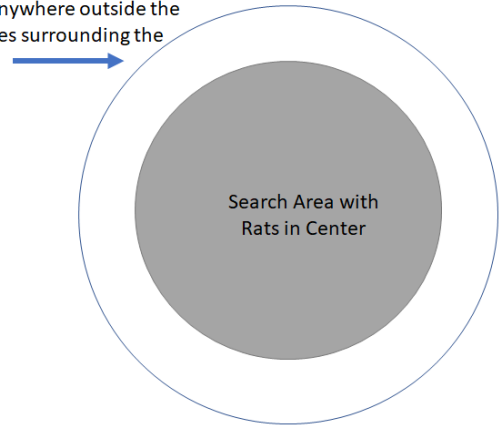 nywhere outside the
es surrounding the
Search Area with
Rats in Center